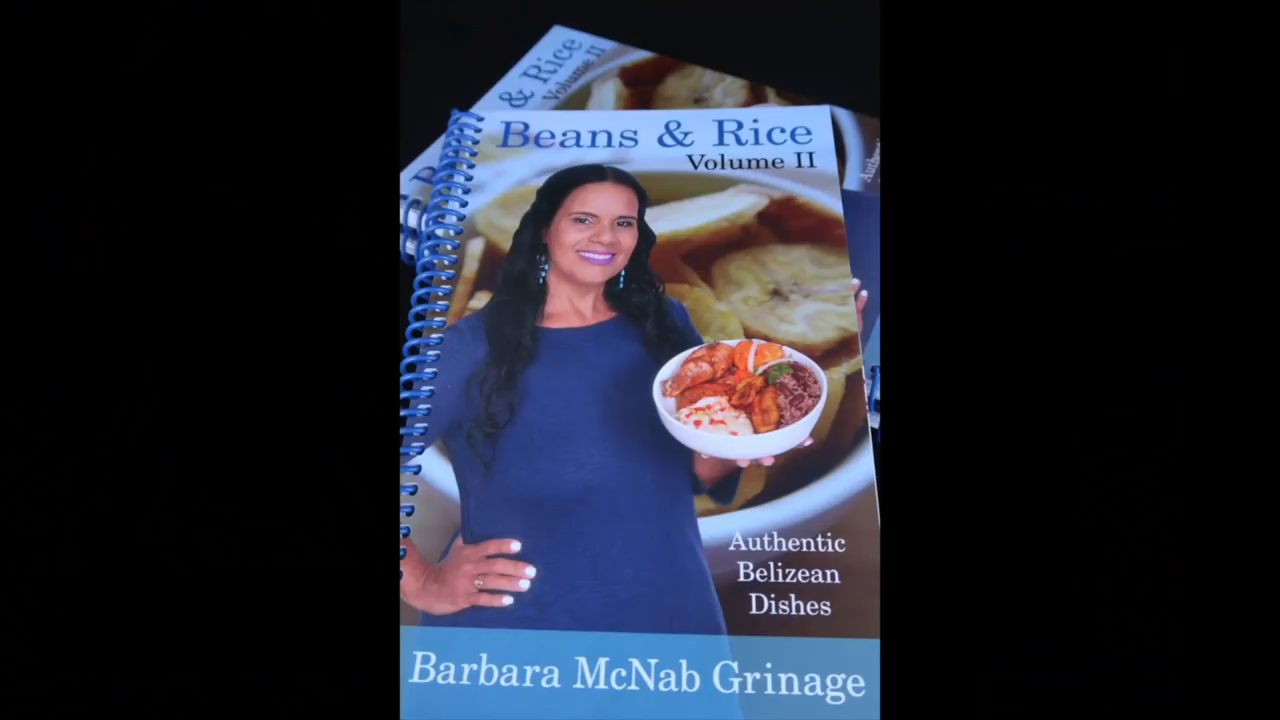 & Rice
Volume II
Beans & Rice
Volume II
Authentic
Belizean
Dishes
Barbara McNab Grinage